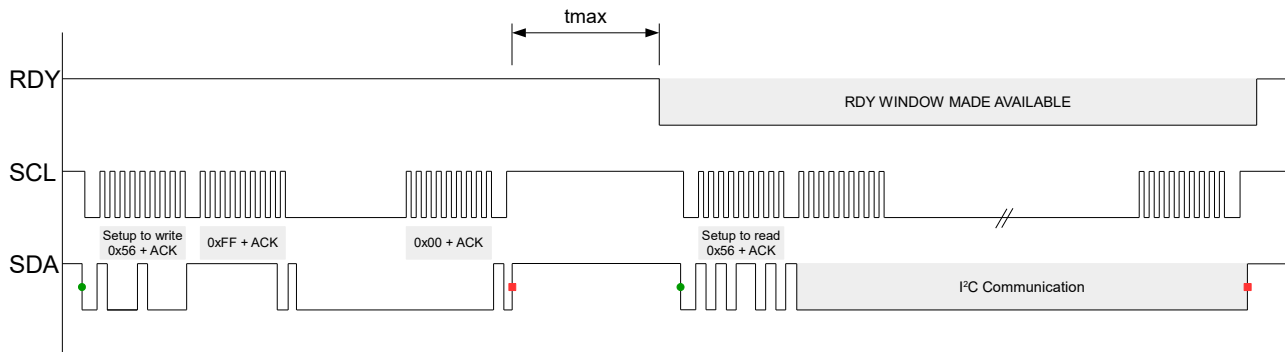 tmax
RDY
RDY WINDOW MADE AVAILABLE
SCL
Setup to write
0x56 + ACK
0xFF + ACK
0x00 + ACK
Setup to read
0x56 + ACK
SDA
I²C Communication